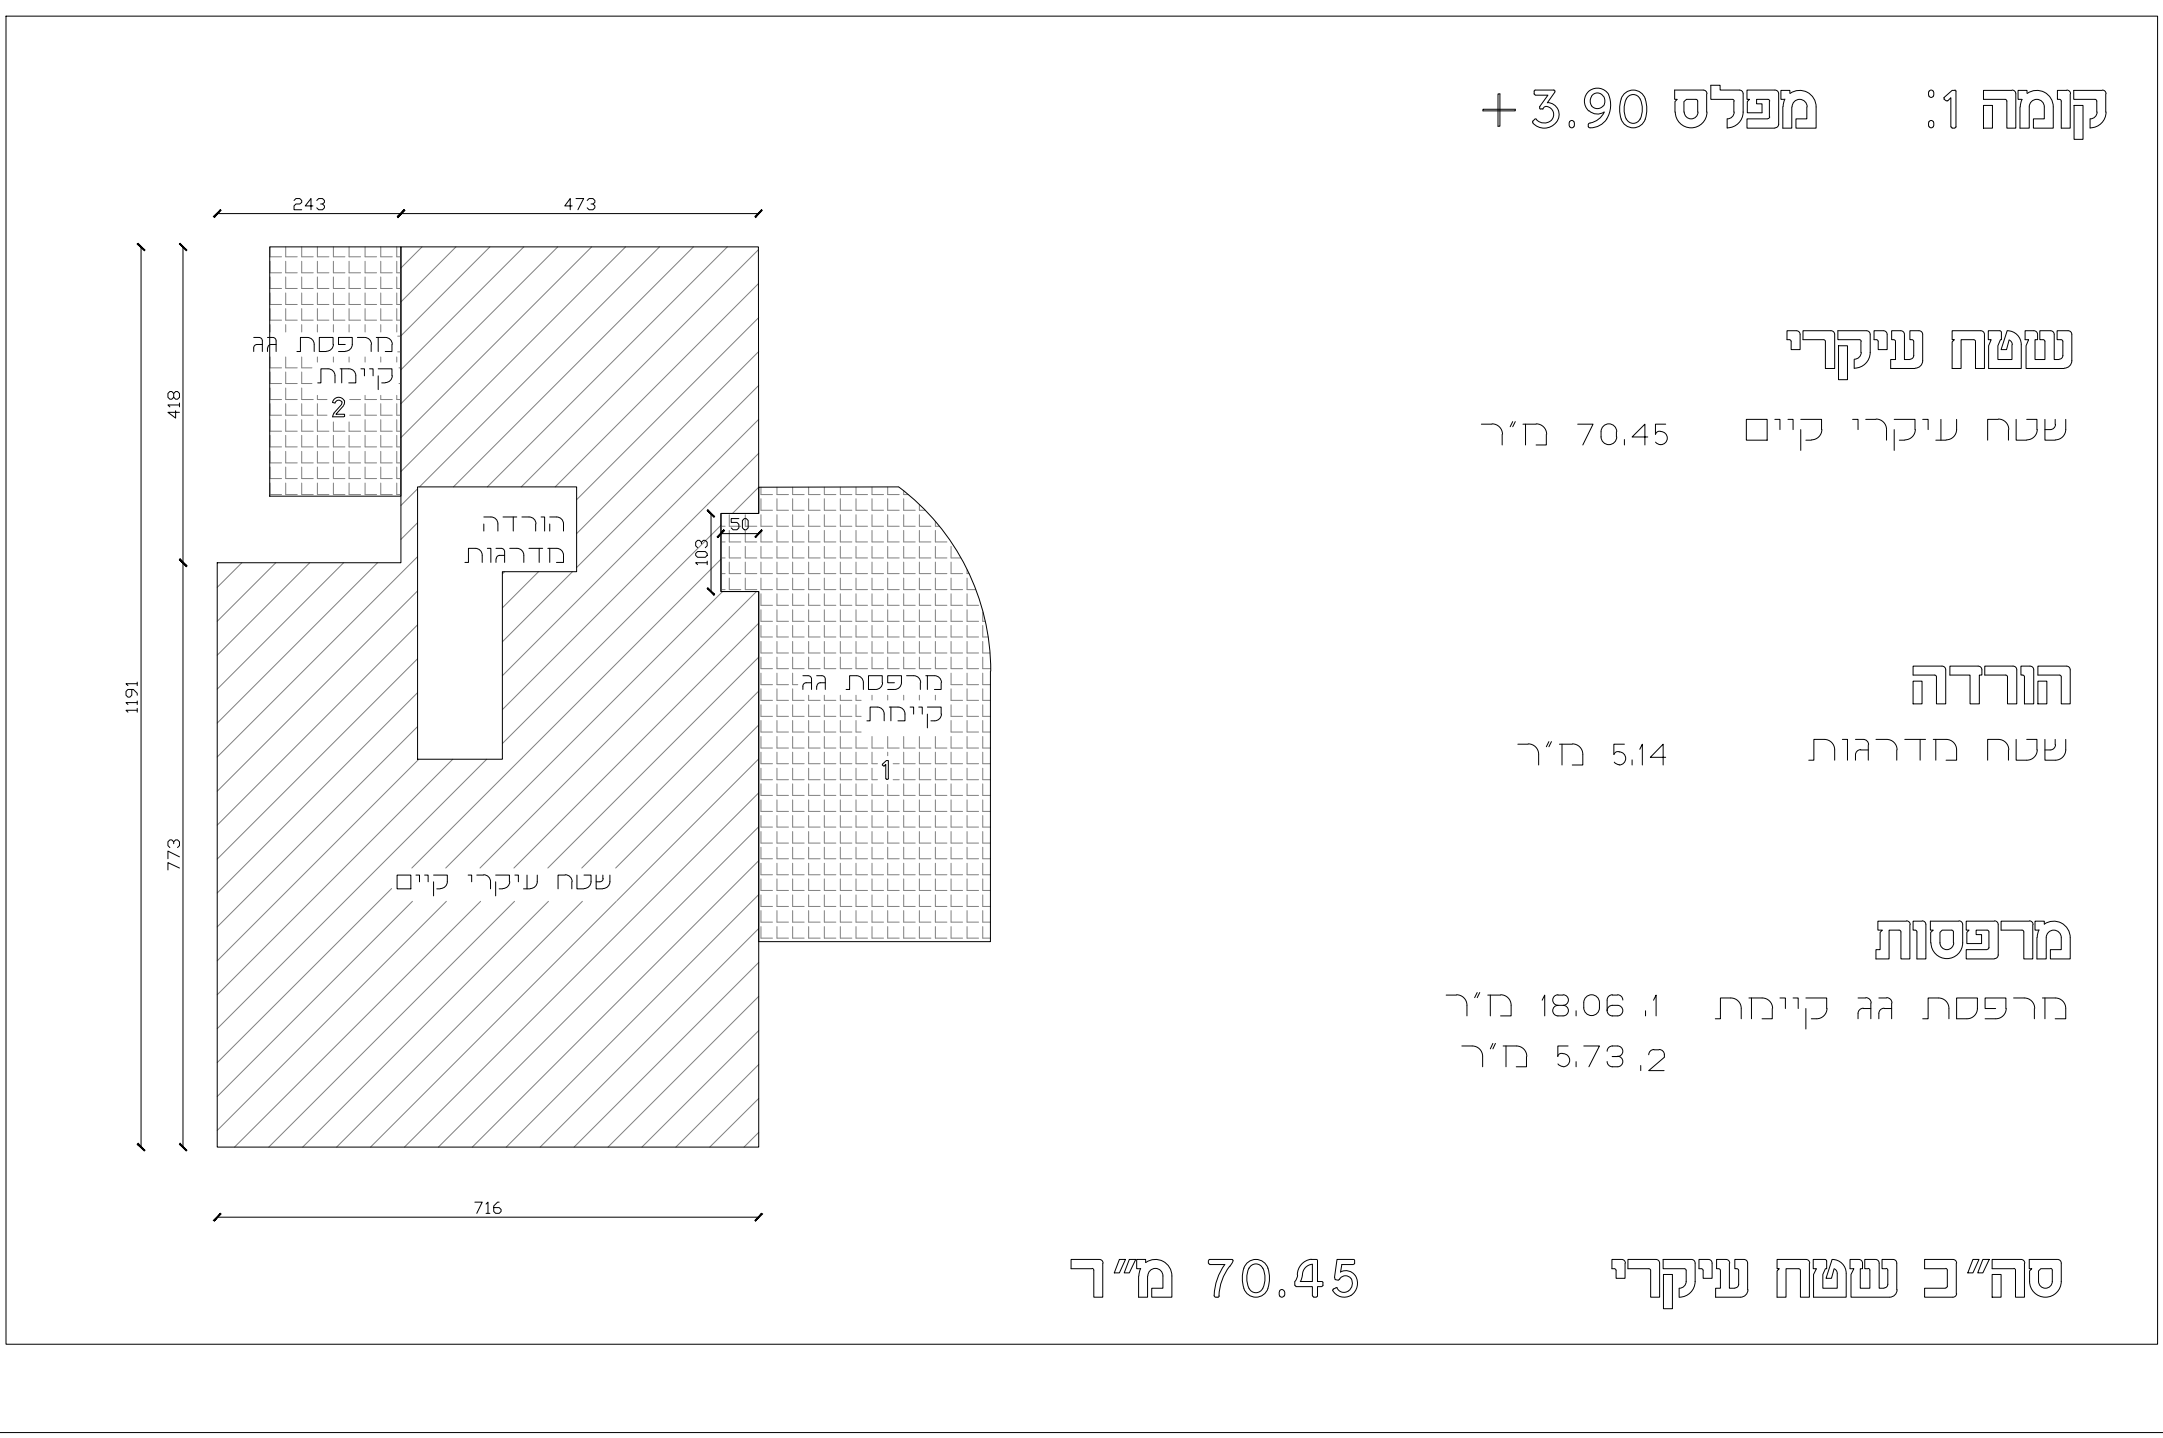 קומה 1: מפלס 3.90+
243
473
מרפסת גג
קיימת
2
418
1191
773
הורדה
מדרגות
50
103
מרפסת גג
קיימת
1
שטח עיקרי קיים
716
שטח עיקרי
שטח עיקרי קיים 70.45 מ"ר
הורדה
שטח מדרגות 5.14 מ"ר
מרפסות
מרפסת גג קיימת 1. 18.06 מ"ר
2. 5.73 מ"ר
סה"כ שטח עיקרי 70.45 מ"ר